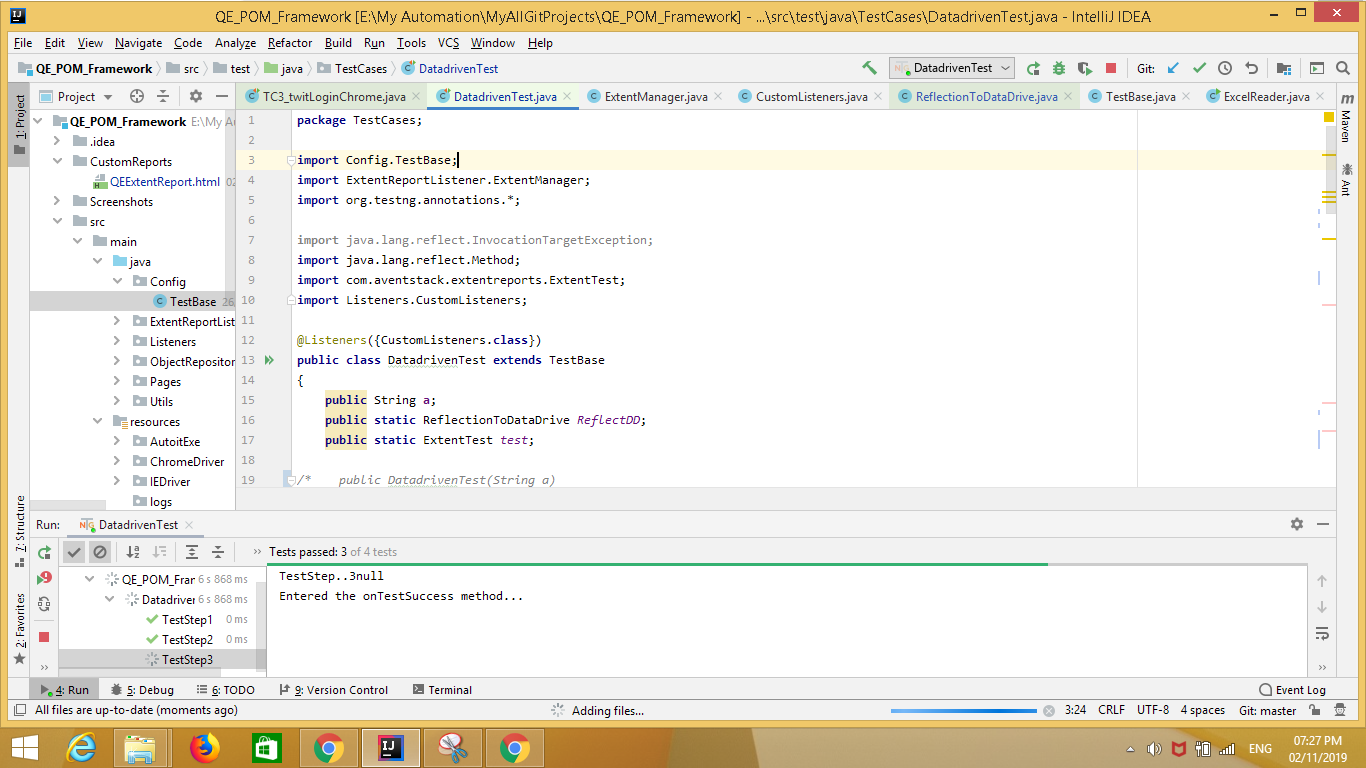 QE_POM_Framework [E:\My Automation\MyAllGitProjects\QE_POM_Framework] - ...\src\test\java\TestCases\DatadrivenTest.java - IntelliJ IDEA
File Edit View Navigate Code Analyze Refactor Build Run Tools VCS Window Help
QE_POM_Framework src test java TestCases DatadrivenTest DatadrivenTest Git:
Project TC3_twitLoginChrome.java DatadrivenTest.java ExtentManager.java CustomListeners.java ReflectionToDataDrive.java TestBase.java ExcelReader.java
1: Project
7: Structure
2: Favorites
Maven
Ant
QE_POM_Framework E:\My A
.idea
CustomReports
QEExtentReport.html 02
Screenshots
src
main
java
Config
TestBase 26
ExtentReportList
Listeners
ObjectRepositor
Pages
Utils
resources
AutoitExe
ChromeDriver
IEDriver
logs
1 package TestCases;
2
3 import Config.TestBase;
4 import ExtentReportListener.ExtentManager;
5 import org.testng.annotations.*;
6
7 import java.lang.reflect.InvocationTargetException;
8 import java.lang.reflect.Method;
9 import com.aventstack.extentreports.ExtentTest;
10 import Listeners.CustomListeners;
11
12 @Listeners({CustomListeners.class})
13 public class DatadrivenTest extends TestBase
14 {
15 public String a;
16 public static ReflectionToDataDrive ReflectDD;
17 public static ExtentTest test;
18
19 /* public DatadrivenTest(String a)
Run: DatadrivenTest
Tests passed: 3 of 4 tests
QE_POM_Frar 6 s 868 ms
Datadriver 6 s 868 ms
TestStep1 0 ms
TestStep2 0 ms
TestStep3
TestStep..3null
Entered the onTestSuccess method...
4: Run 5: Debug 6: TODO 9: Version Control Terminal Event Log
All files are up-to-date (moments ago) Adding files... 3:24 CRLF UTF-8 4 spaces Git: master
ENG
07:27 PM
02/11/2019